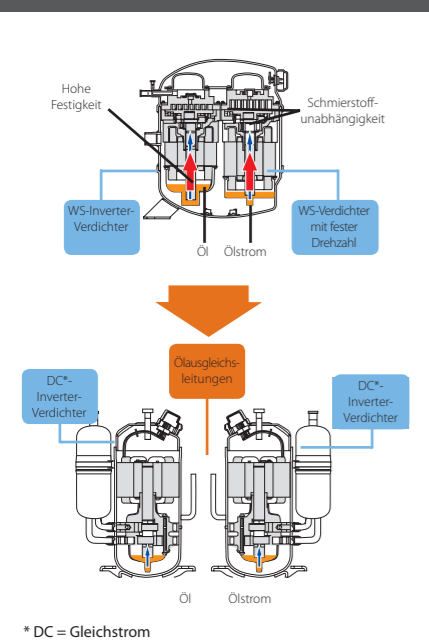 Hohe
Festigkeit
Schmierstoff-
unabhängigkeit
WS-Inverter-
Verdichter
Öl
Ölstrom
WS-Verdichter
mit fester
Drehzahl
Ölausgleichs-
leitungen
DC*-
Inverter-
Verdichter
DC*-
Inverter-
Verdichter
Öl
Ölstrom
* DC = Gleichstrom